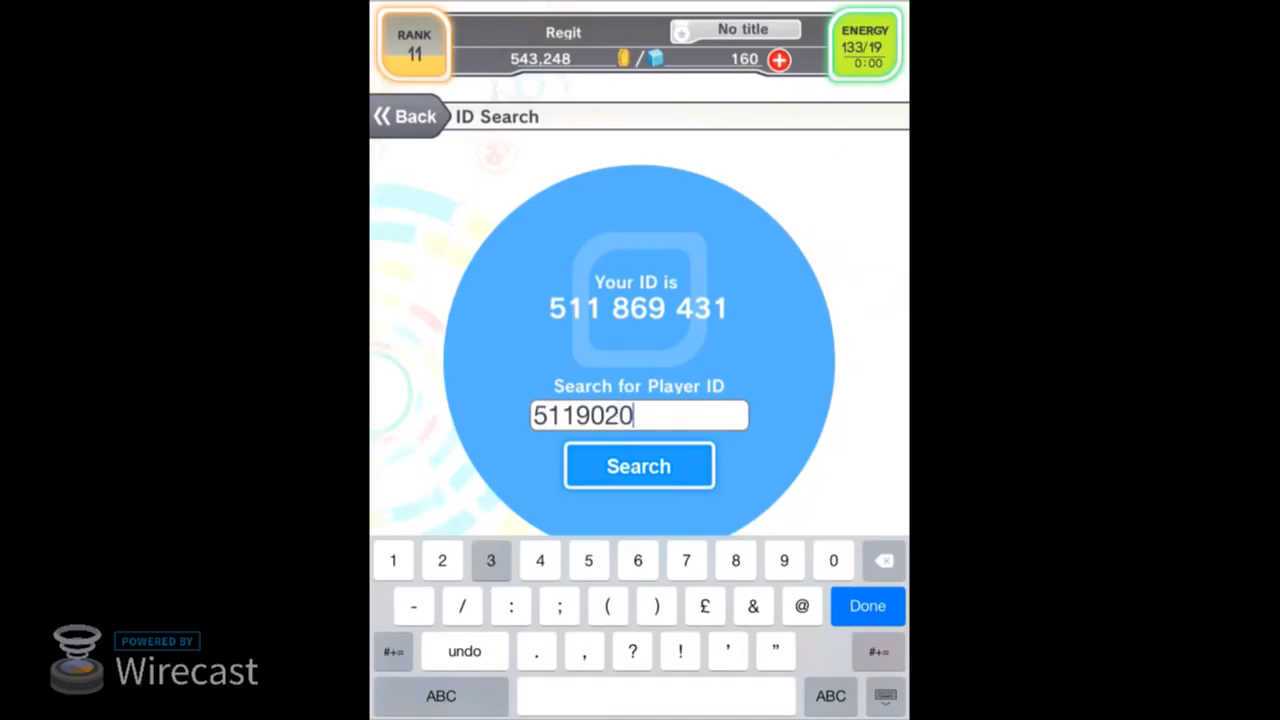 RANK
11
Regit
No title
543,248 / 160
ENERGY
133/19
0:00
Back
ID Search
Your ID is
511 869 431
Search for Player ID
5119020
Search
1 2 3 4 5 6 7 8 9 0
- / : ; ( ) £ & @ Done
#+= undo . , ? ! ' " #+=
ABC ABC
POWERED BY
Wirecast